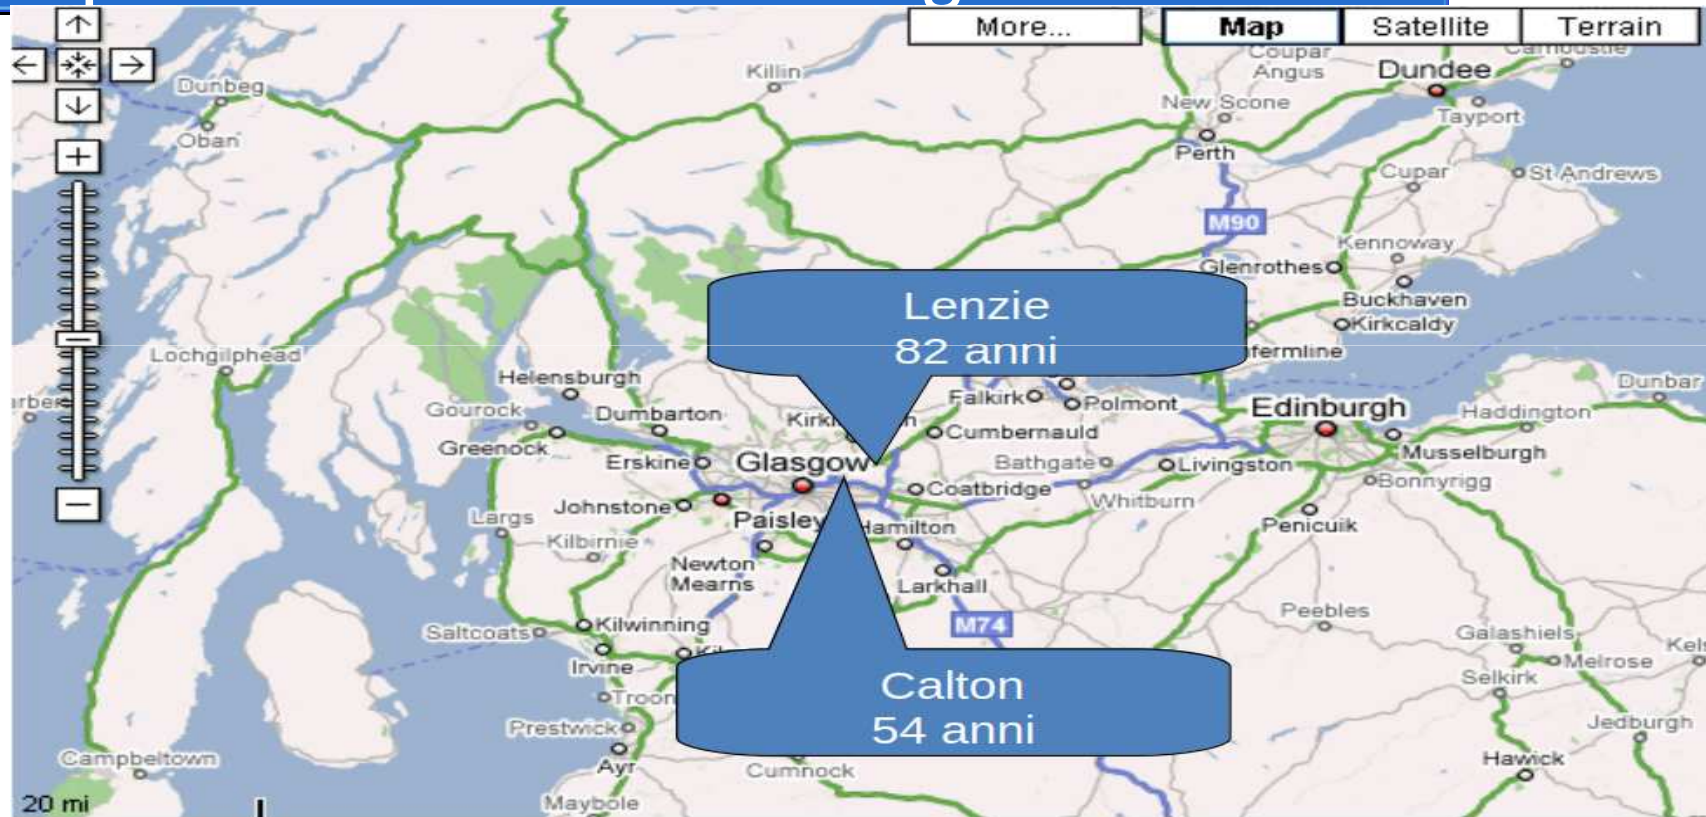 More...
Map
Satellite
Terrain
Coupar
Angus
Carnoustie
Killin
Dundee
Dunbeg
New Scone
Tayport
Oban
Perth
Cupar
St Andrews
M90
Kennoway
Glenrothes
Lenzie
82 anni
Buckhaven
Kirkcaldy
fermline
Lochgilphead
Helensburgh
Dunbar
Gourock
Dumbarton
Falkirk
Polmont
Edinburgh
Haddington
Greenock
Cumbernauld
Erskine
Glasgow
Bathgate
Livingston
Musselburgh
Coatbridge
Bonnyrigg
Johnstone
Whitburn
Largs
Paisley
Hamilton
Penicuik
Kilbirnie
Newton
Mearns
Larkhall
Peebles
Kilwinning
M74
Saltcoats
Galashiels
Irvine
Melrose
Selkirk
Troon
Calton
54 anni
Prestwick
Jedburgh
Campbeltown
Ayr
Cumnock
Hawick
20 mi
Maybole